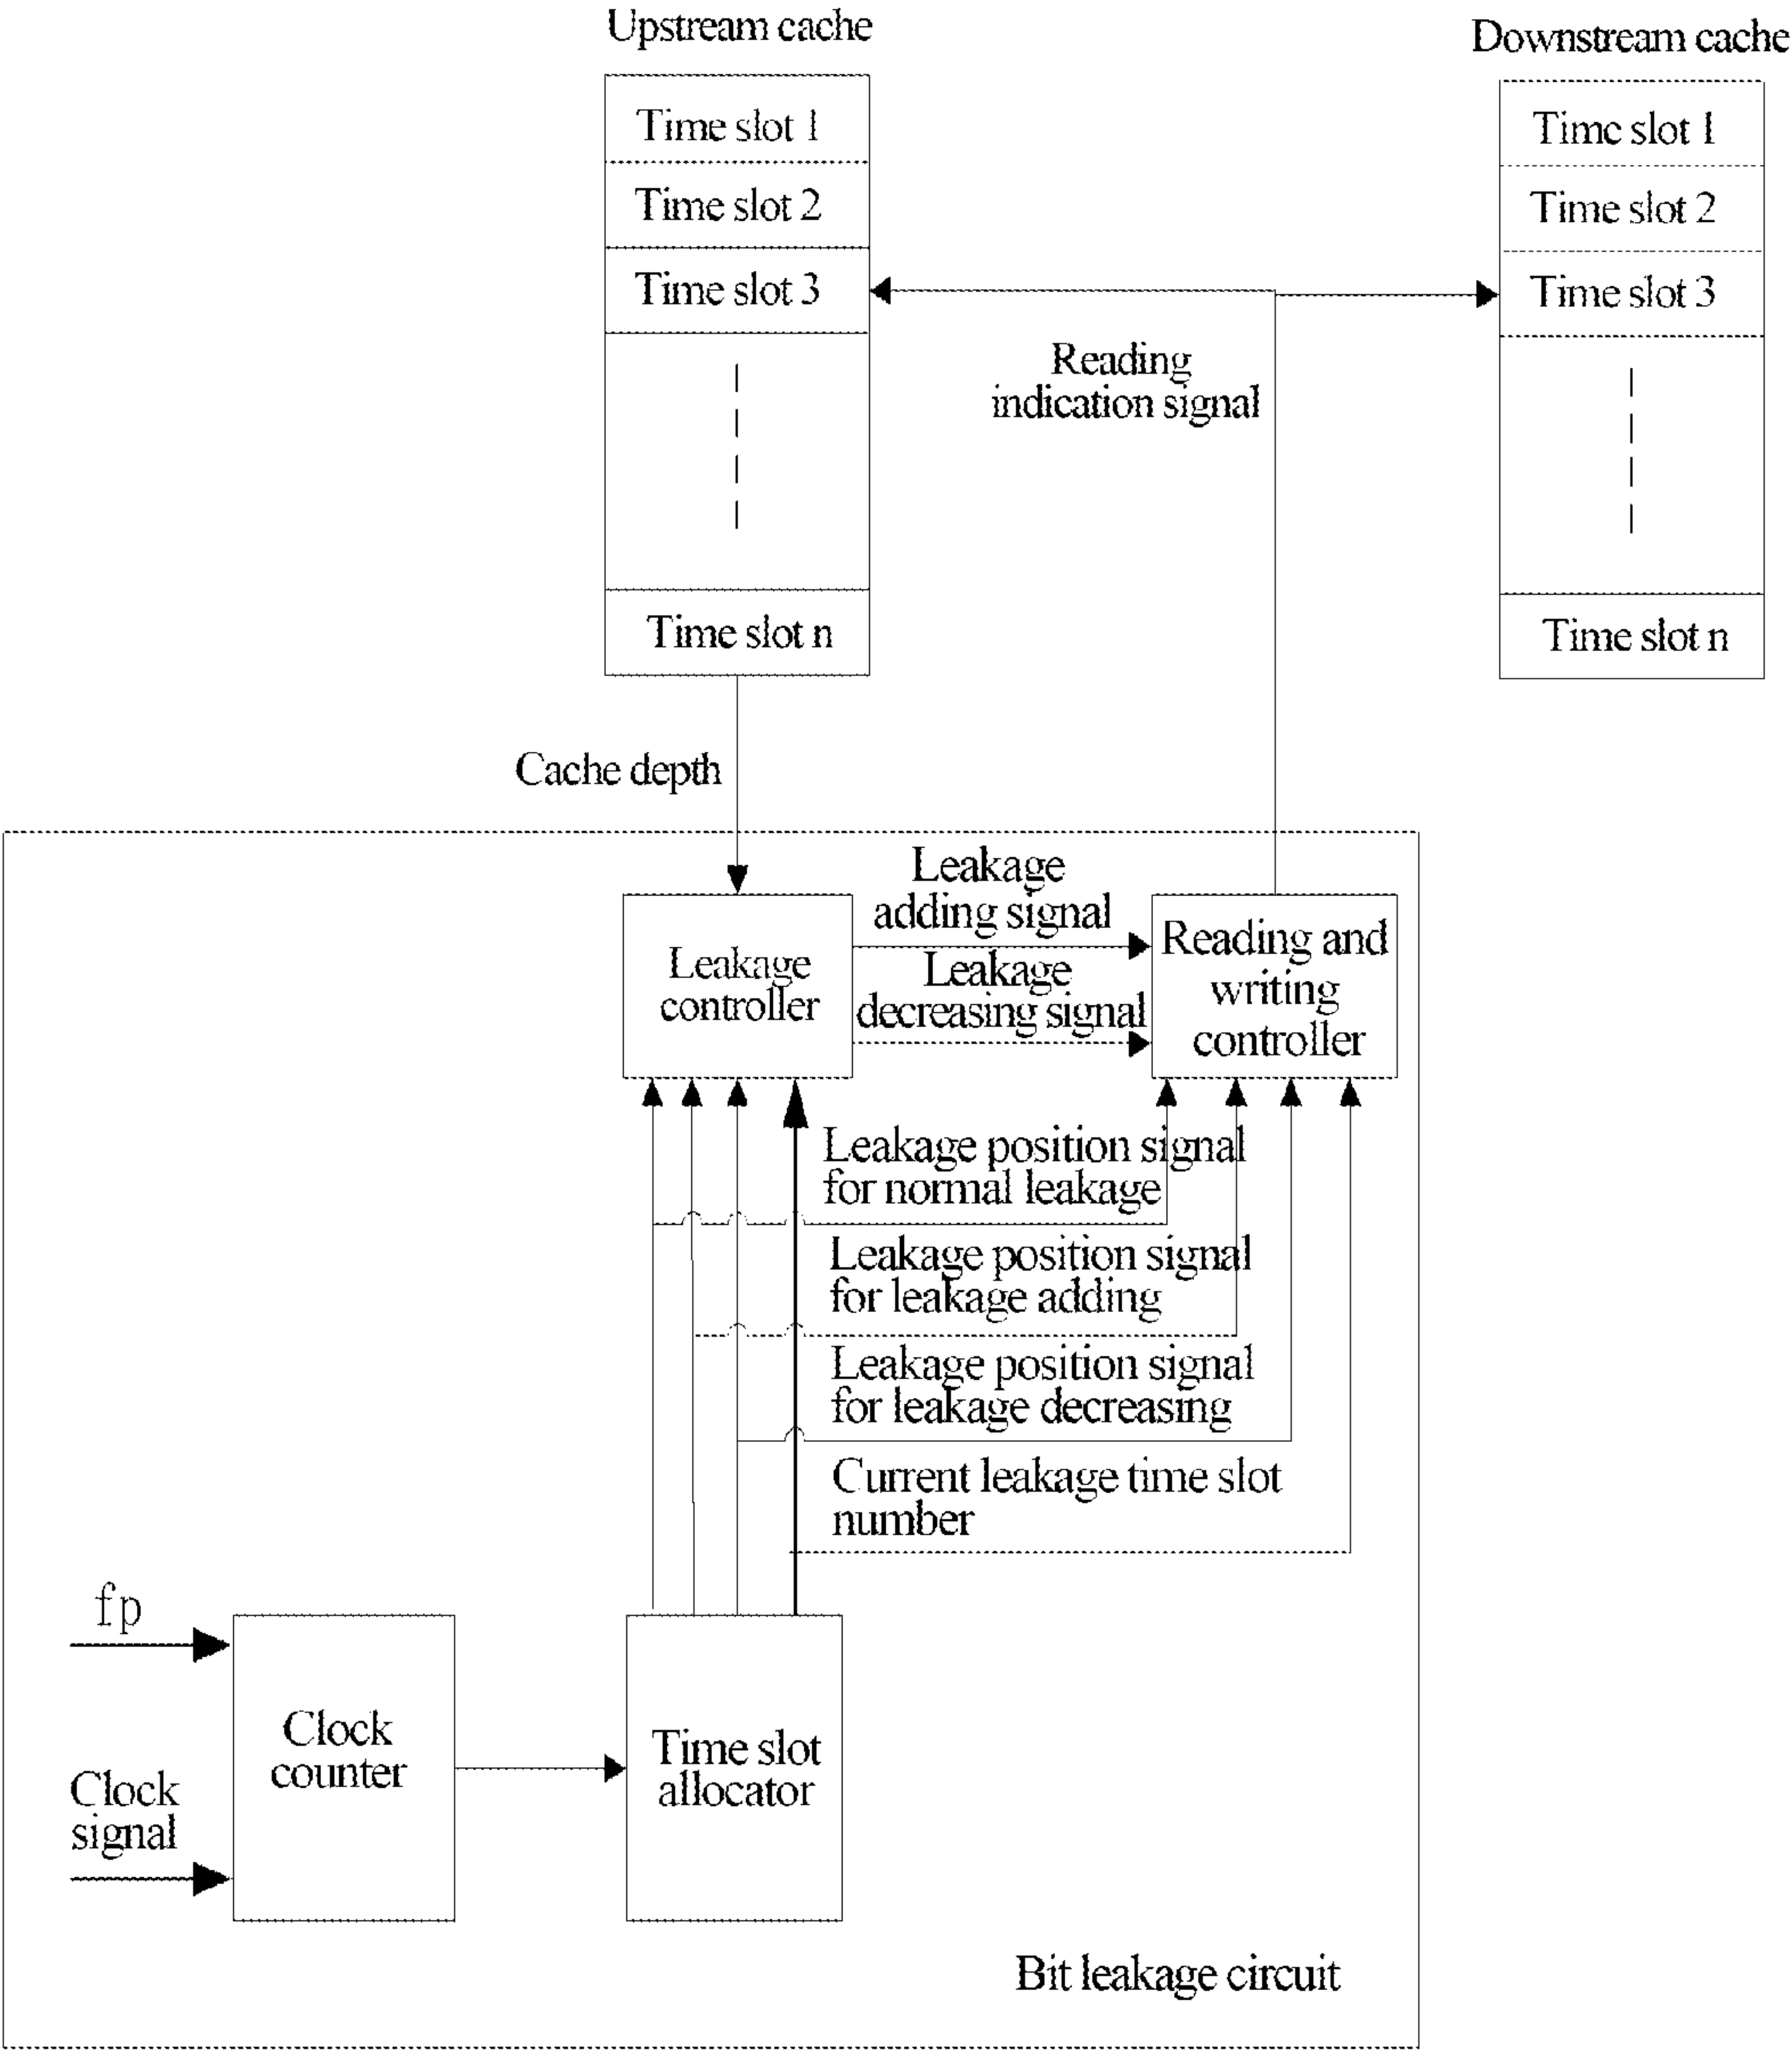 Upstream cache
Downstream cache
Time slot 1
Time slot 2
Time slot 3
Time slot n
Time slot 1
Time slot 2
Time slot 3
Time slot n
Reading
indication signal
Cache depth
Leakage
adding signal
Leakage
decreasing signal
Leakage
controller
Reading and
writing
controller
Leakage position signal
for normal leakage
Leakage position signal
for leakage adding
Leakage position signal
for leakage decreasing
Current leakage time slot
number
fp
Clock
signal
Clock
counter
Time slot
allocator
Bit leakage circuit